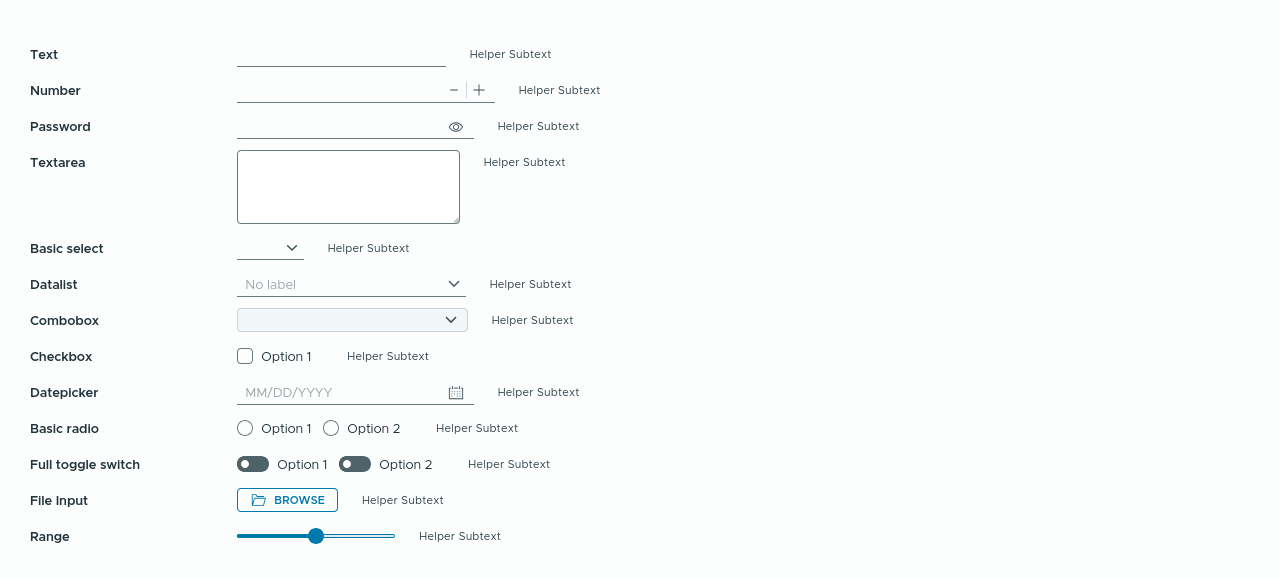 Text Helper Subtext
Number Helper Subtext
Password Helper Subtext
Textarea Helper Subtext
Basic select Helper Subtext
Datalist No label Helper Subtext
Combobox Helper Subtext
Checkbox Option 1 Helper Subtext
Datepicker MM/DD/YYYY Helper Subtext
Basic radio Option 1 Option 2 Helper Subtext
Full toggle switch Option 1 Option 2 Helper Subtext
File Input BROWSE Helper Subtext
Range Helper Subtext